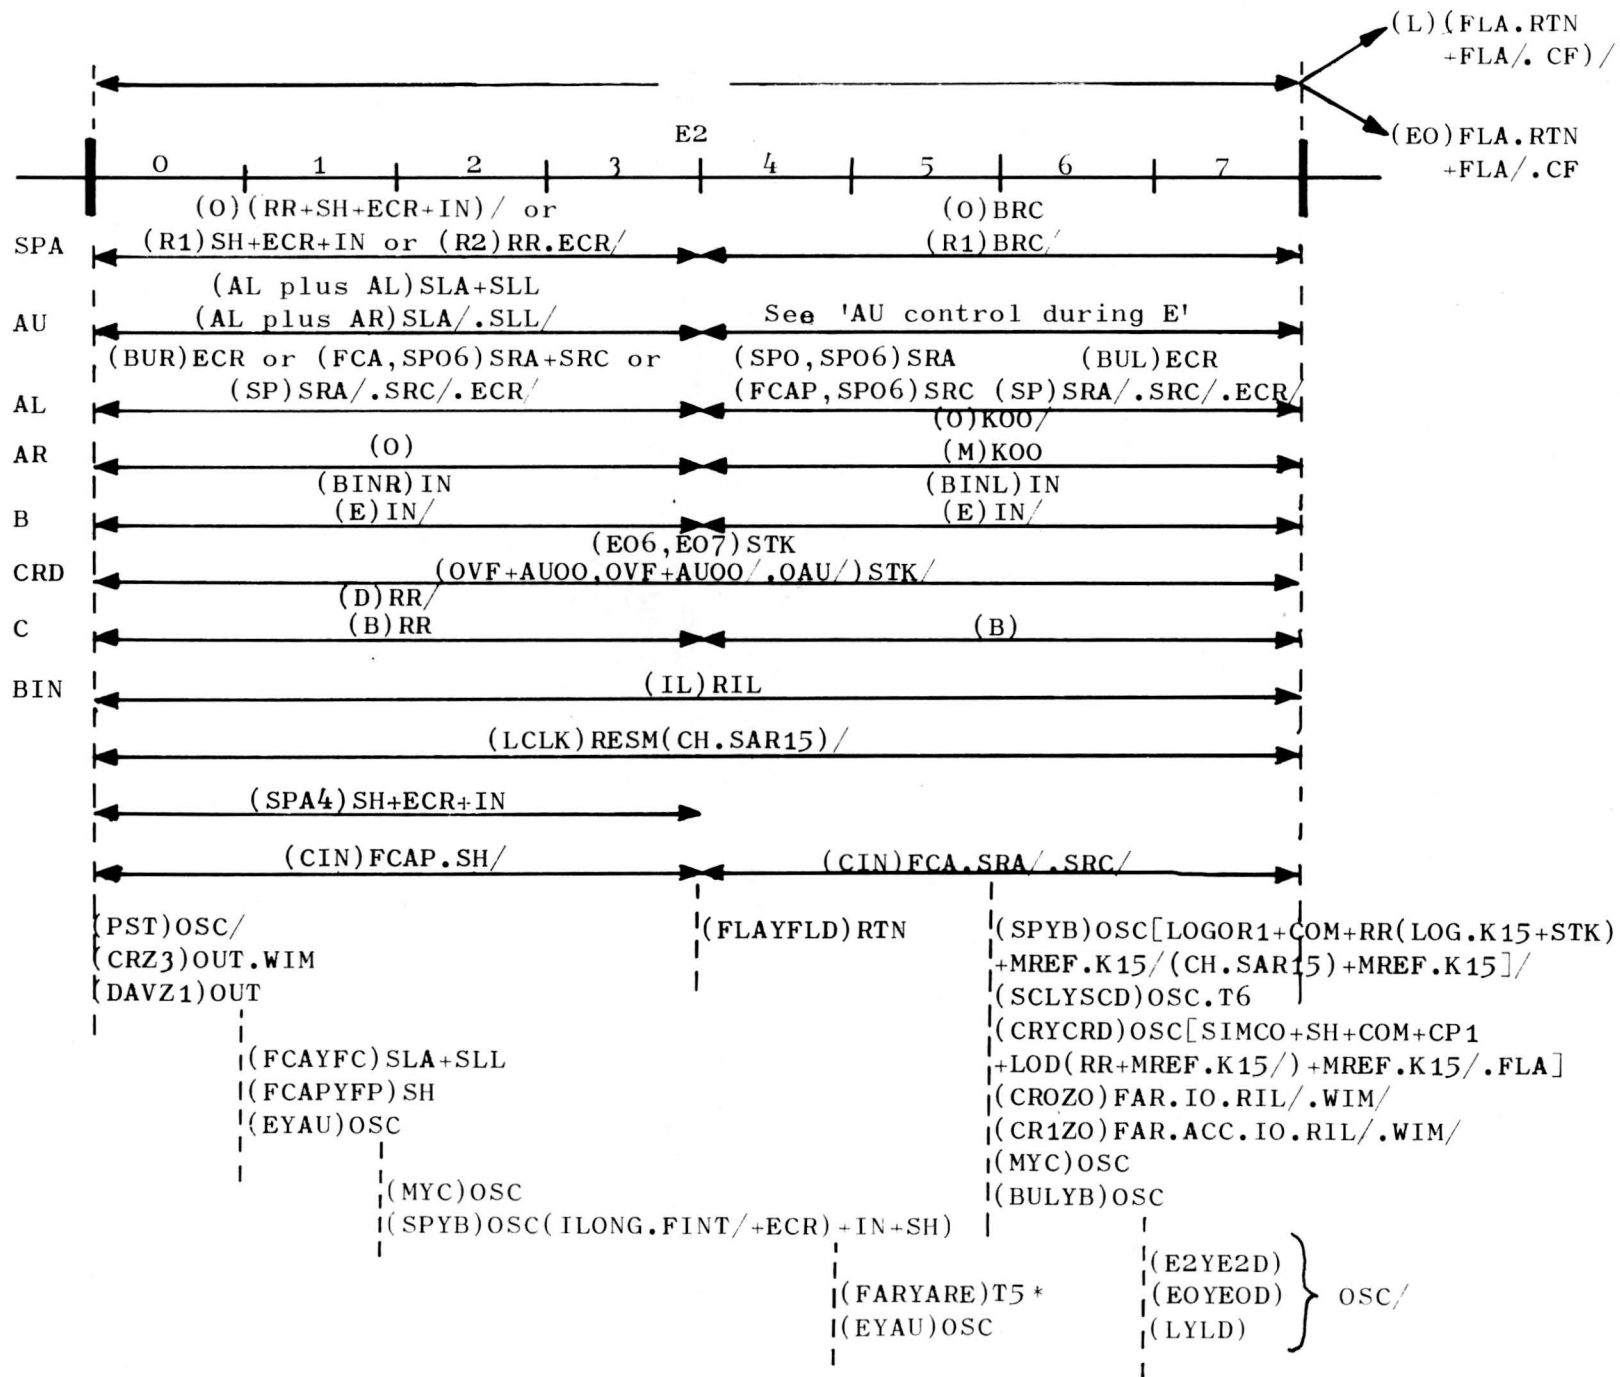 (L)(FLA.RTN
+FLA/. CF)/
(EO)FLA.RTN
+FLA/.CF
E2
0 1 2 3 4 5 6 7
(O)(RR+SH+ECR+IN)/ or
(O)BRC
SPA
(R1)SH+ECR+IN or (R2)RR.ECR/
(R1)BRC/
(AL plus AL)SLA+SLL
AU
(AL plus AR)SLA/.SLL/
See 'AU control during E'
(BUR)ECR or (FCA,SPO6)SRA+SRC or
(SPO,SPO6)SRA (BUL)ECR
AL
(SP)SRA/.SRC/.ECR/
(FCAP,SPO6)SRC (SP)SRA/.SRC/.ECR/
(O)KOO/
AR
(O)
(M)KOO
(BINR)IN
(BINL)IN
B
(E)IN/
(E)IN/
(EO6,EO7)STK
CRD
(OVF+AUOO,OVF+AUOO/.OAU/)STK/
(D)RR/
C
(B)RR
(B)
BIN
(IL)RIL
(LCLK)RESM(CH.SAR15)/
(SPA4)SH+ECR+IN
(CIN)FCAP.SH/
(CIN)FCA.SRA/.SRC/
(PST)OSC/
(CRZ3)OUT.WIM
(DAVZ1)OUT
(FLAYFLD)RTN
(SPYB)OSC[LOGOR1+COM+RR(LOG.K15+STK)
+MREF.K15/(CH.SAR15)+MREF.K15]/
(SCLYSCD)OSC.T6
(CRYCRD)OSC[SIMCO+SH+COM+CP1
+LOD(RR+MREF.K15/)+MREF.K15/.FLA]
(CROZO)FAR.IO.RIL/.WIM/
(CR1ZO)FAR.ACC.IO.RIL/.WIM/
(MYC)OSC
(BULYB)OSC
(FCAYFC)SLA+SLL
(FCAPYFP)SH
(EYAU)OSC
(MYC)OSC
(SPYB)OSC(ILONG.FINT/+ECR)+IN+SH)
(FARYARE)T5*
(EYAU)OSC
(E2YE2D)
(EOYEOD)
(LYLD)
OSC/